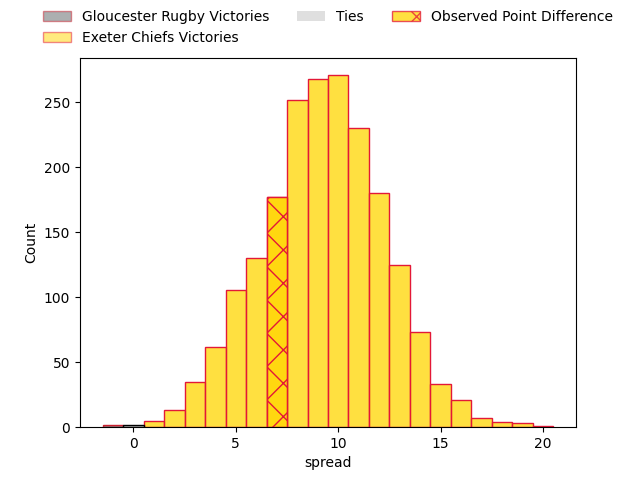 Gloucester Rugby Victories
Ties
Observed Point Difference
Exeter Chiefs Victories
250
200
150
100
50
0
Count
0
5
10
15
20
spread